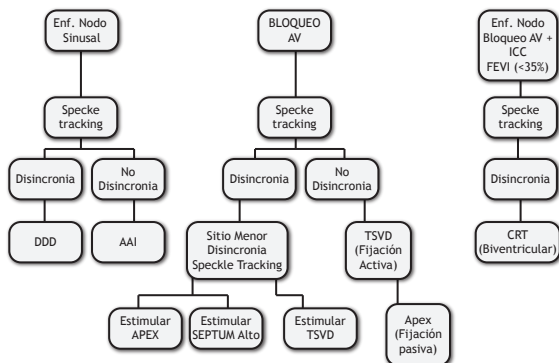 Enf. Nodo
Sinusal
Specke
tracking
Disincronia
No
Disincronia
DDD
AAI
BLOQUEO
AV
Specke
tracking
Disincronia
No
Disincronia
Sitio Menor
Disincronia
Speckle Tracking
TSVD
(Fijación
Activa)
Estimular
APEX
Estimular
SEPTUM Alto
Estimular
TSVD
Apex
(Fijación
pasiva)
Enf. Nodo
Bloqueo AV +
ICC
FEVI (<35%)
Specke
tracking
Disincronia
CRT
(Biventricular)